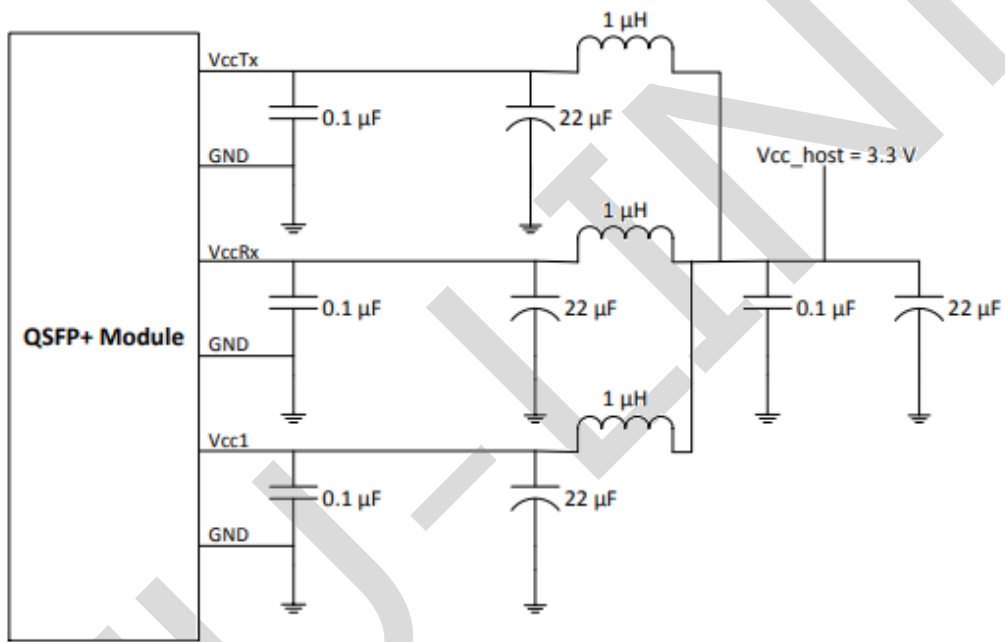 1 µH
VccTx
0.1 µF
22 µF
GND
Vcc_host = 3.3 V
1 µH
VccRx
0.1 µF
22 µF
0.1 µF
22 µF
QSFP+ Module
GND
1 µH
Vcc1
0.1 µF
22 µF
GND